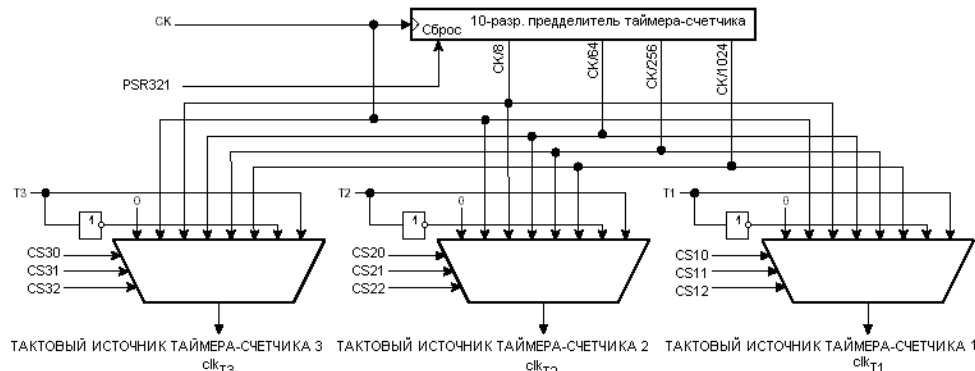 CK
10-разр. предделитель таймера-счетчика
Сброс
PSR321
CK/8
CK/64
CK/256
CK/1024
T3
0
1
T2
0
1
T1
0
1
CS30
CS31
CS32
CS20
CS21
CS22
CS10
CS11
CS12
ТАКТОВЫЙ ИСТОЧНИК ТАЙМЕРА-СЧЕТЧИКА 3
clkT3
ТАКТОВЫЙ ИСТОЧНИК ТАЙМЕРА-СЧЕТЧИКА 2
clkT2
ТАКТОВЫЙ ИСТОЧНИК ТАЙМЕРА-СЧЕТЧИКА 1
clkT1